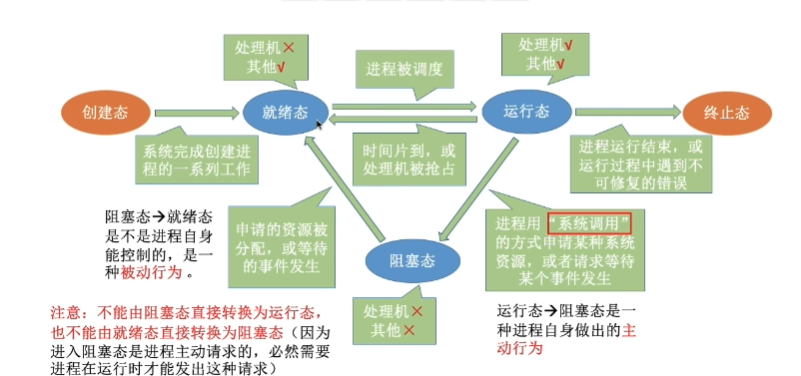 处理机×
其他√
进程被调度
处理机√
其他√
创建态
就绪态
运行态
终止态
系统完成创建进
程的一系列工作
时间片到，或
处理机被抢占
进程运行结束，或
运行过程中遇到不
可修复的错误
阻塞态→就绪态
是不是进程自身
能控制的，是一
种被动行为。
申请的资源被
分配，或等待
的事件发生
阻塞态
进程用“系统调用”
的方式申请某种系统
资源，或者请求等待
某个事件发生
处理机×
其他×
运行态→阻塞态是一
种进程自身做出的主
动行为
注意：不能由阻塞态直接转换为运行态，
也不能由就绪态直接转换为阻塞态（因为
进入阻塞态是进程主动请求的，必然需要
进程在运行时才能发出这种请求）